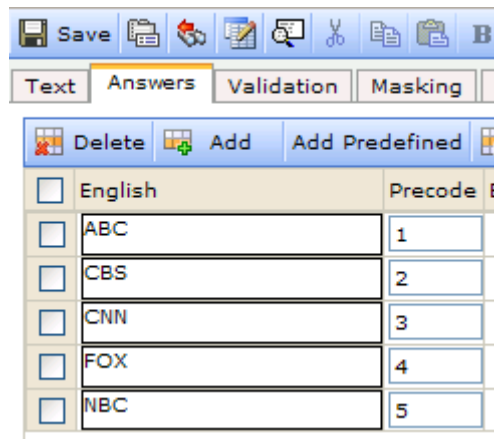 Save B
Text Answers Validation Masking
Delete Add Add Predefined
English Precode
ABC 1
CBS 2
CNN 3
FOX 4
NBC 5